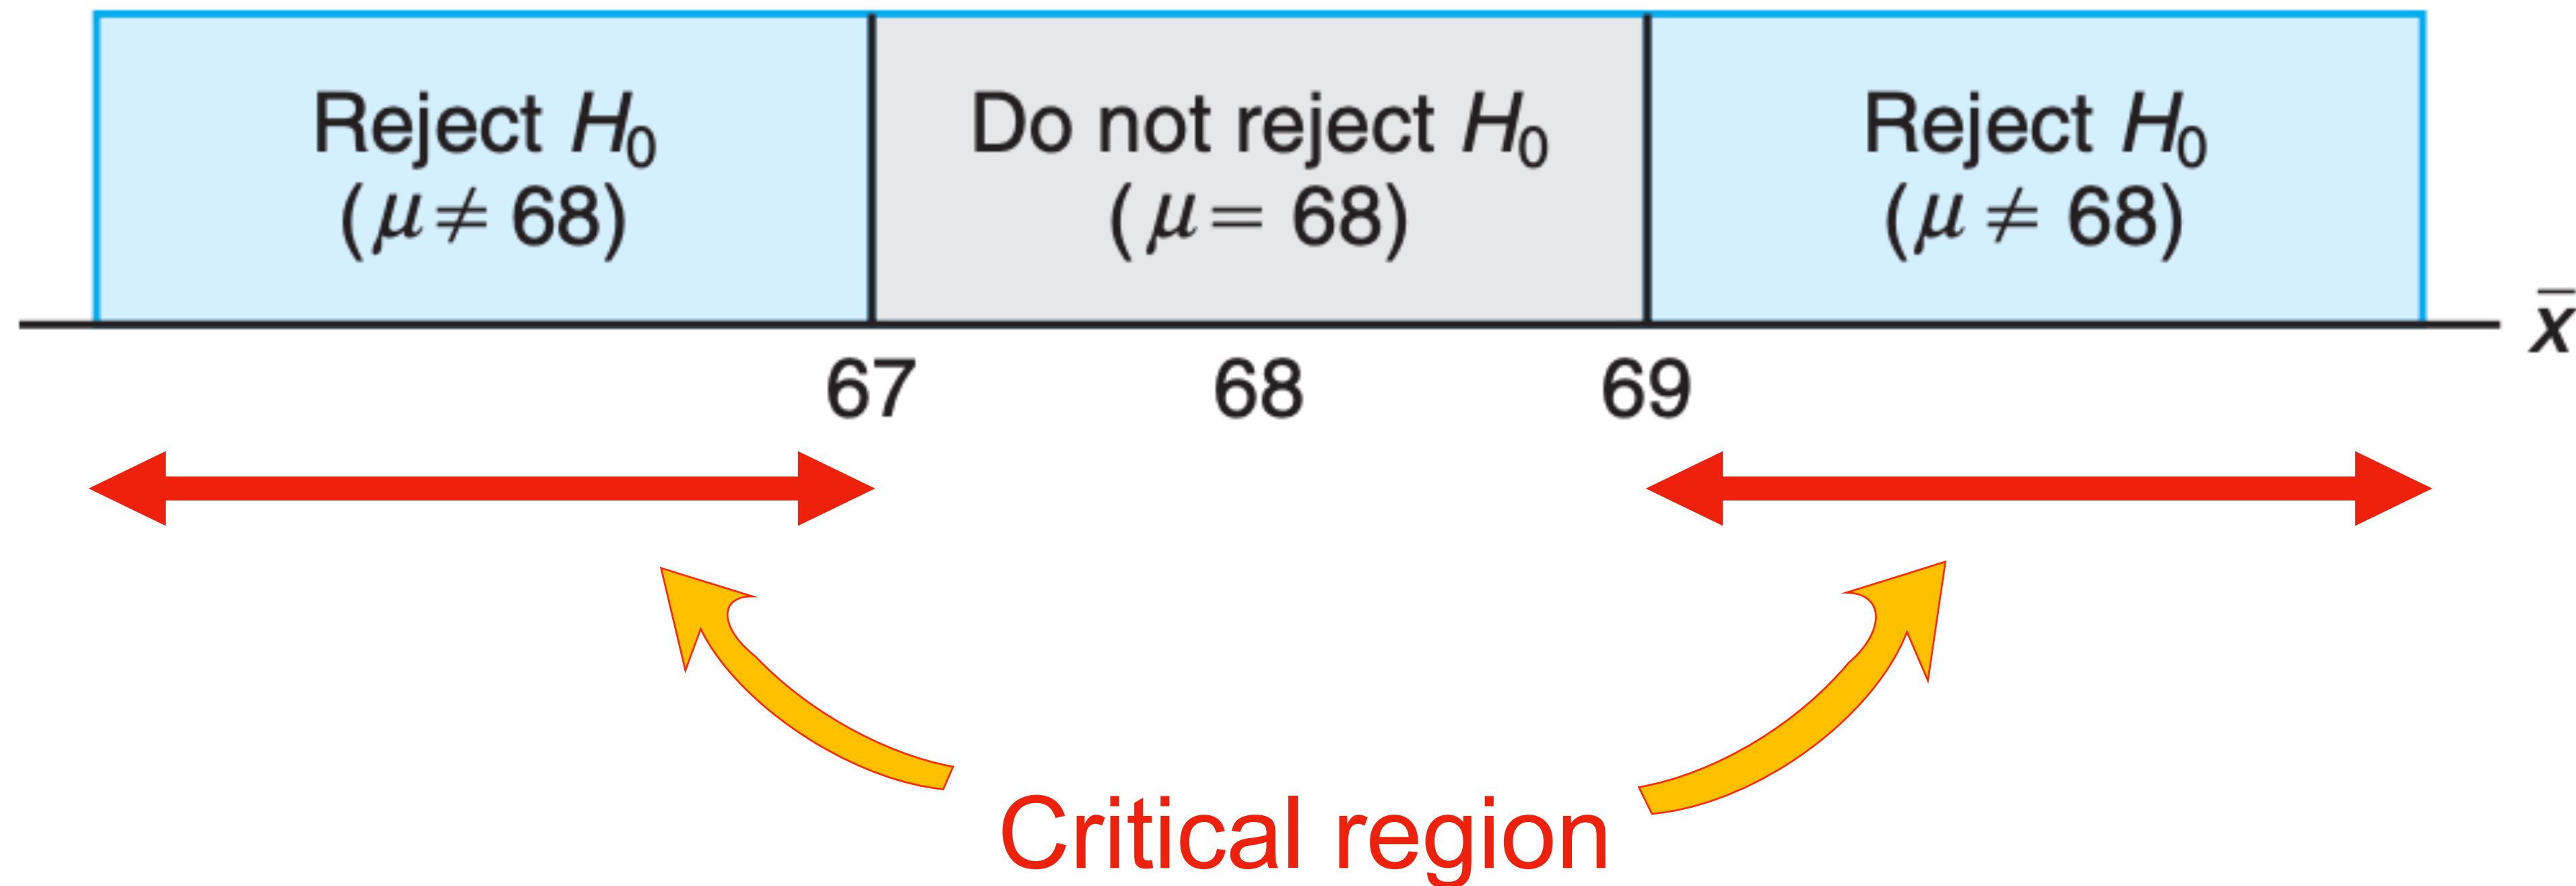 Reject H₀
(μ ≠ 68)
Do not reject H₀
(μ = 68)
Reject H₀
(μ ≠ 68)
x̄
67 68 69
Critical region